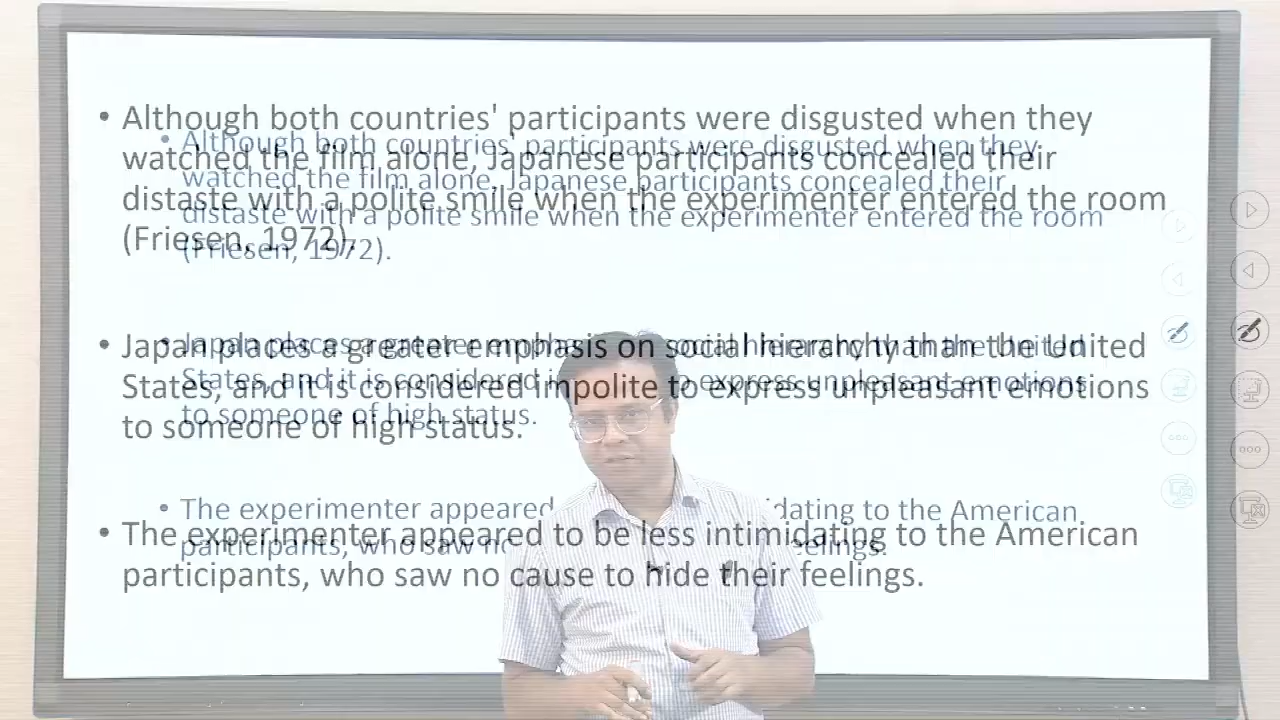 • Although both countries' participants were disgusted when they
watched the film alone, Japanese participants concealed their
distaste with a polite smile when the experimenter entered the room
(Friesen, 1972).
• Japan places a greater emphasis on social hierarchy than the United
States, and it is considered impolite to express unpleasant emotions
to someone of high status.
• The experimenter appeared to be less intimidating to the American
participants, who saw no cause to hide their feelings.